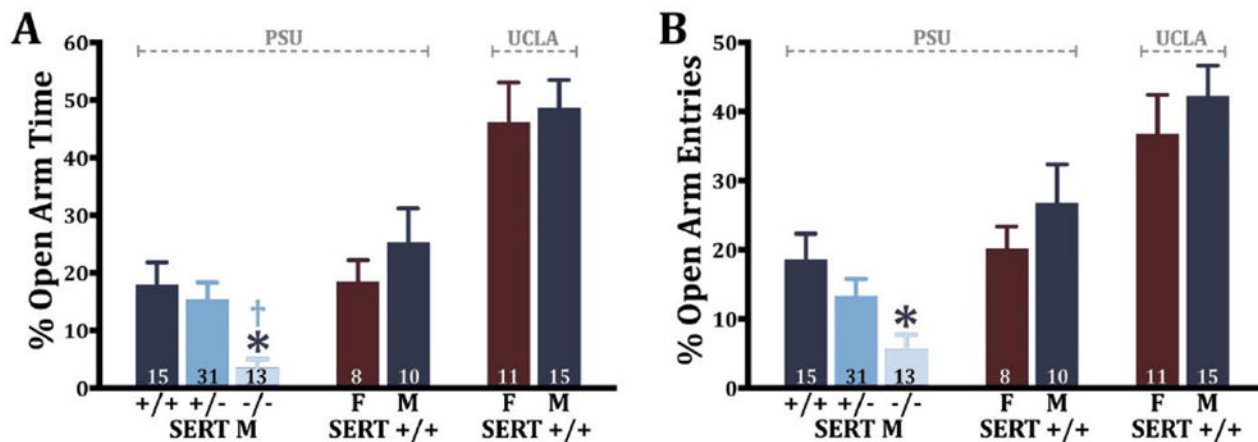 A
PSU
UCLA
% Open Arm Time
60
50
40
30
20
10
0
15 31 13 8 10 11 15
†
*
+/+ +/- -/- F M F M
SERT M SERT +/+ SERT +/+
B
PSU
UCLA
% Open Arm Entries
50
40
30
20
10
0
*
15 31 13 8 10 11 15
+/+ +/- -/- F M F M
SERT M SERT +/+ SERT +/+